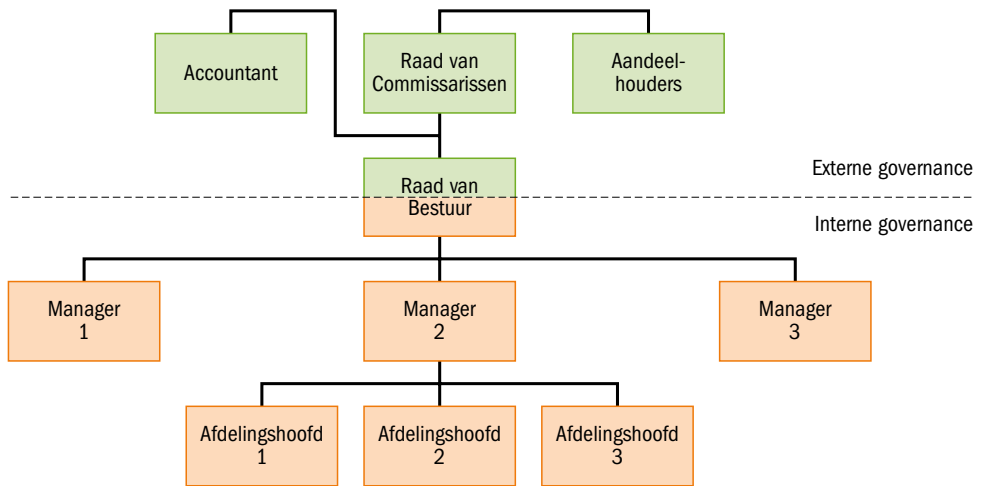 Accountant
Raad van
Commissarissen
Aandeel-
houders
Externe governance
Raad van
Bestuur
Interne governance
Manager
1
Manager
2
Manager
3
Afdelingshoofd
1
Afdelingshoofd
2
Afdelingshoofd
3